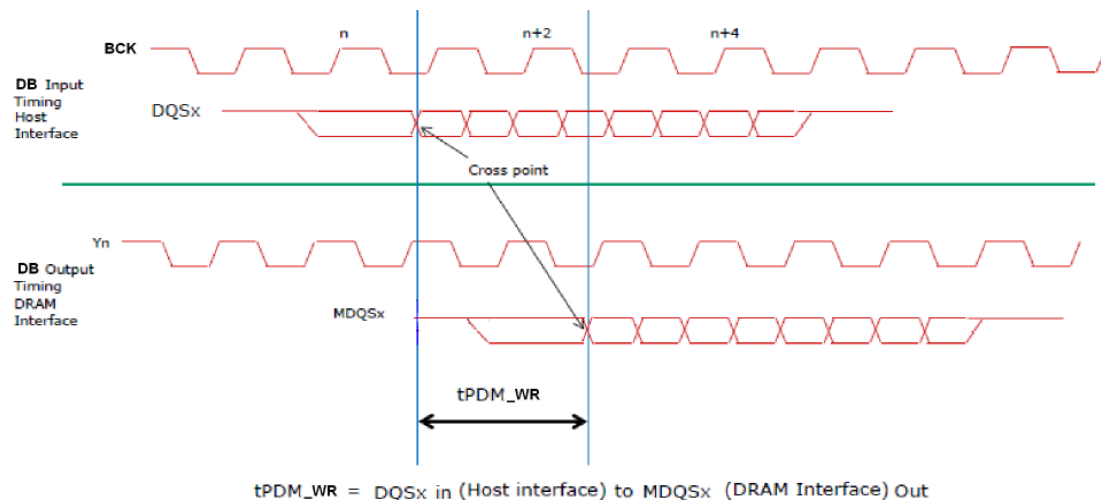 n
n+2
n+4
BCK
DB Input
Timing
Host
Interface
DQSx
Cross point
Yn
DB Output
Timing
DRAM
Interface
MDQSx
tPDM_WR
tPDM_WR = DQSx in (Host interface) to MDQSx (DRAM Interface) Out